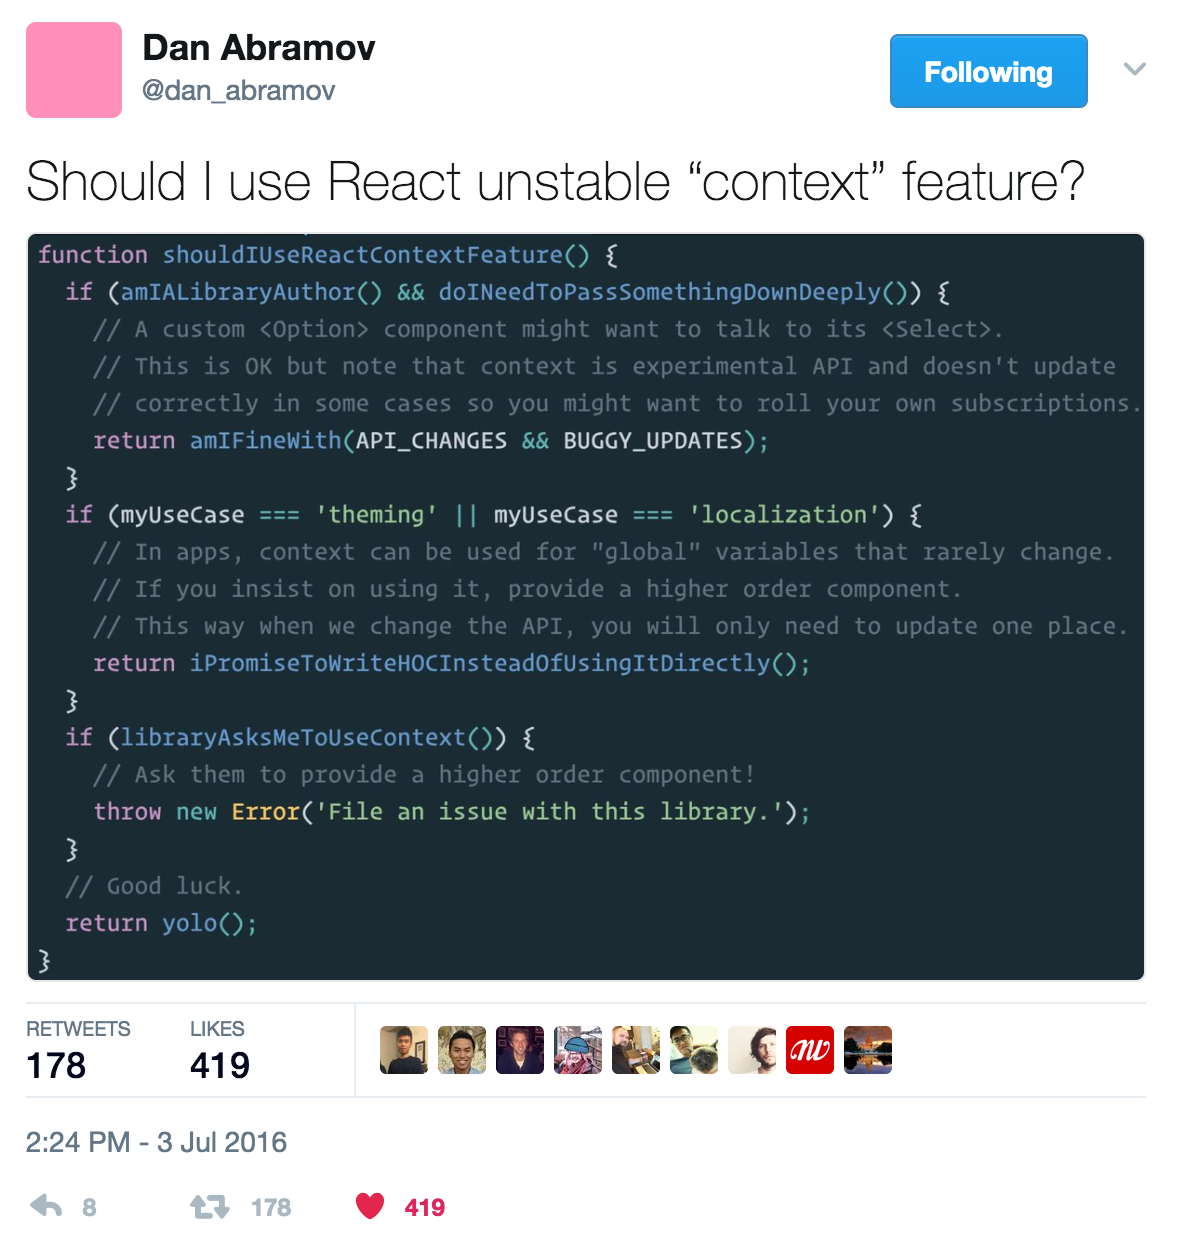 Dan Abramov
@dan_abramov
Following
Should I use React unstable “context” feature?
function shouldIUseReactContextFeature() {
  if (amIALibraryAuthor() && doINeedToPassSomethingDownDeeply()) {
    // A custom <Option> component might want to talk to its <Select>.
    // This is OK but note that context is experimental API and doesn't update
    // correctly in some cases so you might want to roll your own subscriptions.
    return amIFineWith(API_CHANGES && BUGGY_UPDATES);
  }
  if (myUseCase === 'theming' || myUseCase === 'localization') {
    // In apps, context can be used for "global" variables that rarely change.
    // If you insist on using it, provide a higher order component.
    // This way when we change the API, you will only need to update one place.
    return iPromiseToWriteHOCInsteadOfUsingItDirectly();
  }
  if (libraryAsksMeToUseContext()) {
    // Ask them to provide a higher order component!
    throw new Error('File an issue with this library.');
  }
  // Good luck.
  return yolo();
}
RETWEETS LIKES
178 419
nw
2:24 PM - 3 Jul 2016
8 178 419